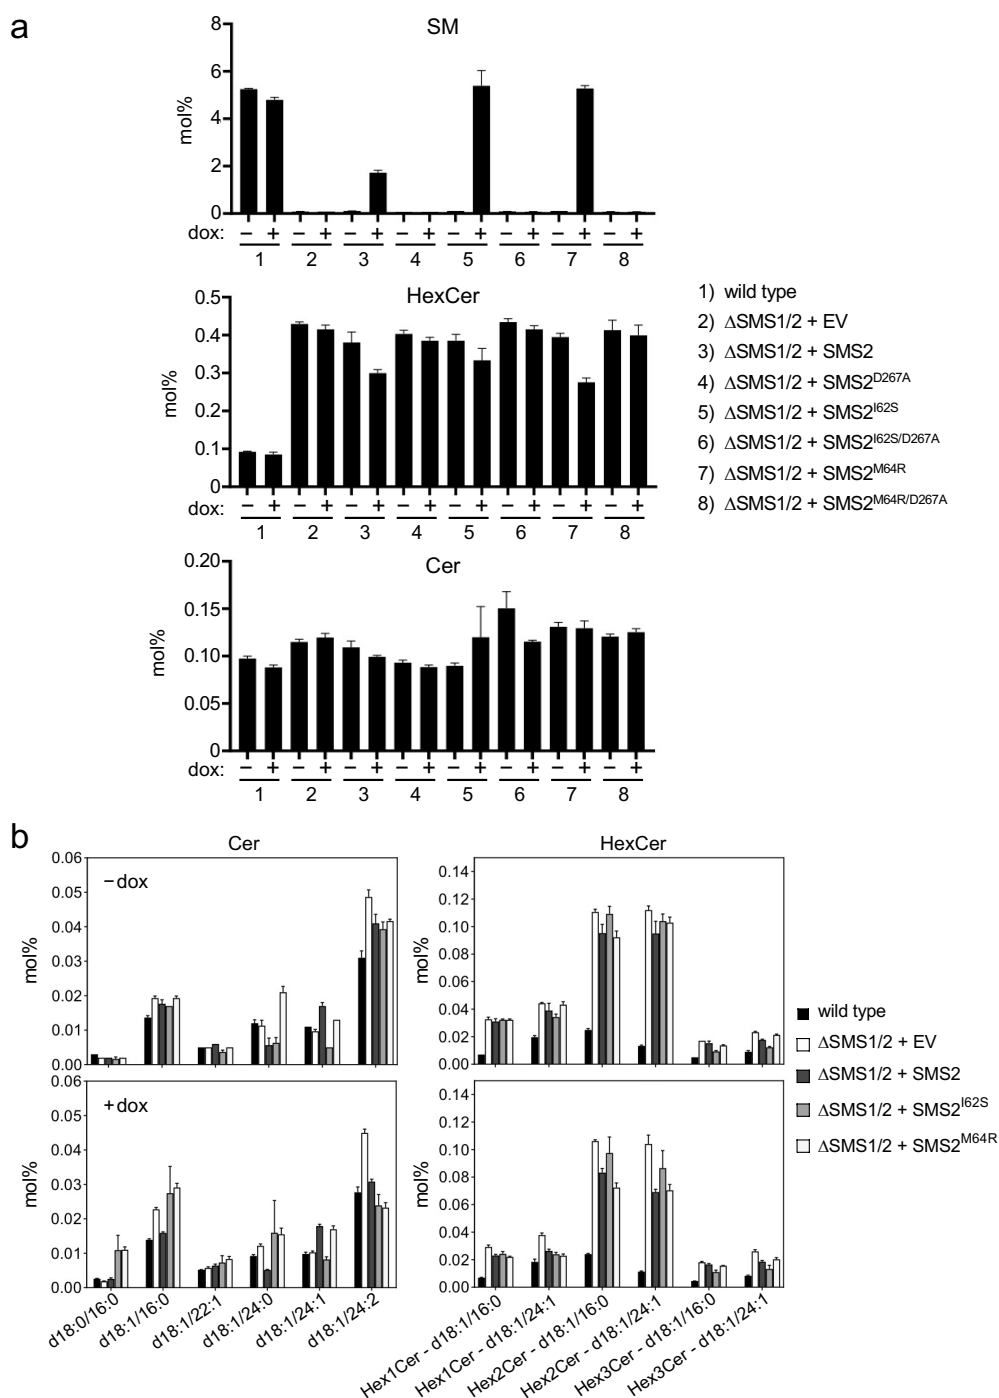 a
SM
8
6
4
2
0
mol%
dox: − + − + − + − + − + − + − + − +
1 2 3 4 5 6 7 8
HexCer
0.5
0.4
0.3
0.2
0.1
0
mol%
dox: − + − + − + − + − + − + − + − +
1 2 3 4 5 6 7 8
1) wild type
2) ΔSMS1/2 + EV
3) ΔSMS1/2 + SMS2
4) ΔSMS1/2 + SMS2D267A
5) ΔSMS1/2 + SMS2I62S
6) ΔSMS1/2 + SMS2I62S/D267A
7) ΔSMS1/2 + SMS2M64R
8) ΔSMS1/2 + SMS2M64R/D267A
Cer
0.20
0.15
0.10
0.05
0
mol%
dox: − + − + − + − + − + − + − + − +
1 2 3 4 5 6 7 8
b
Cer
− dox
0.06
0.05
0.04
0.03
0.02
0.01
0.00
mol%
HexCer
0.14
0.12
0.10
0.08
0.06
0.04
0.02
0.00
mol%
+ dox
0.06
0.05
0.04
0.03
0.02
0.01
0.00
mol%
d18:0/16:0
d18:1/16:0
d18:1/22:1
d18:1/24:0
d18:1/24:1
d18:1/24:2
0.14
0.12
0.10
0.08
0.06
0.04
0.02
0.00
mol%
Hex1Cer - d18:1/16:0
Hex1Cer - d18:1/24:1
Hex2Cer - d18:1/16:0
Hex2Cer - d18:1/24:1
Hex3Cer - d18:1/16:0
Hex3Cer - d18:1/24:1
wild type
ΔSMS1/2 + EV
ΔSMS1/2 + SMS2
ΔSMS1/2 + SMS2I62S
ΔSMS1/2 + SMS2M64R